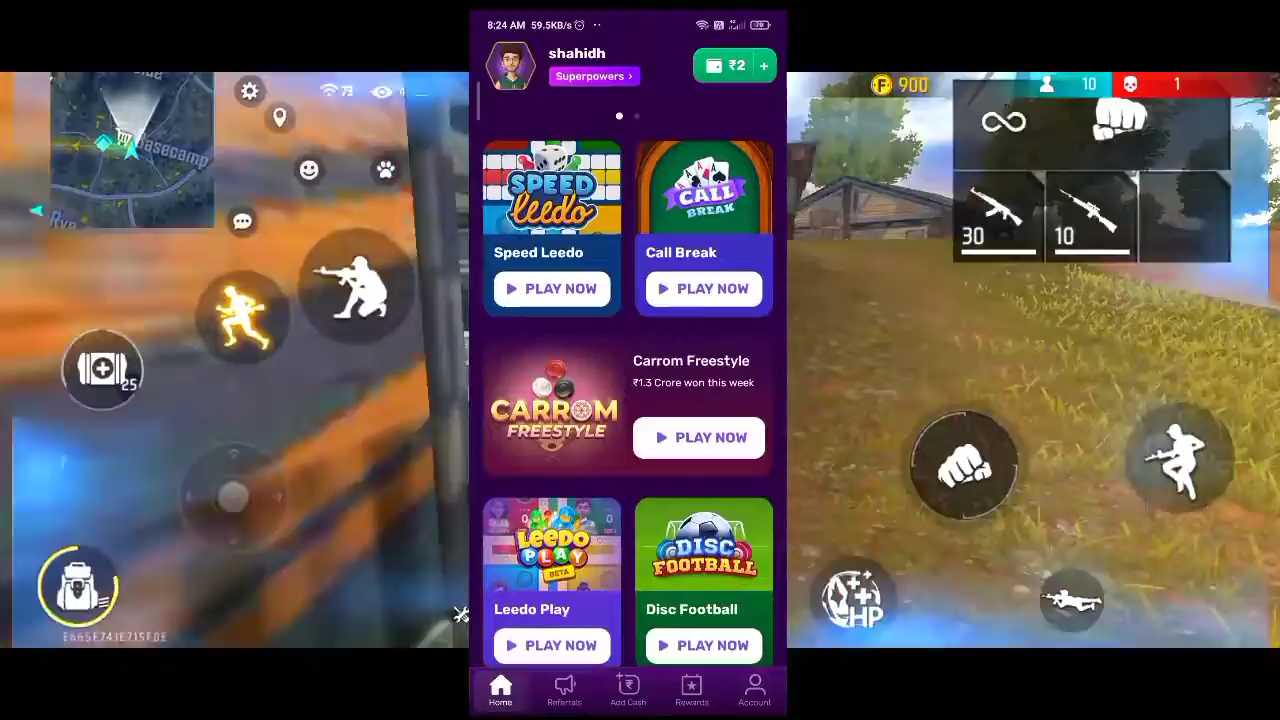 8:24 AM 59.5KB/s
shahidh
Superpowers >
₹2 +
SPEED
leedo
Speed Leedo
PLAY NOW
CALL
BREAK
Call Break
PLAY NOW
CARROM
FREESTYLE
Carrom Freestyle
₹1.3 Crore won this week
PLAY NOW
LEEDO
PLAY
BETA
Leedo Play
PLAY NOW
DISC
FOOTBALL
Disc Football
PLAY NOW
Home
Referrals
Add Cash
Rewards
Account
73
Basecamp
25
900
10
1
30
10
HP